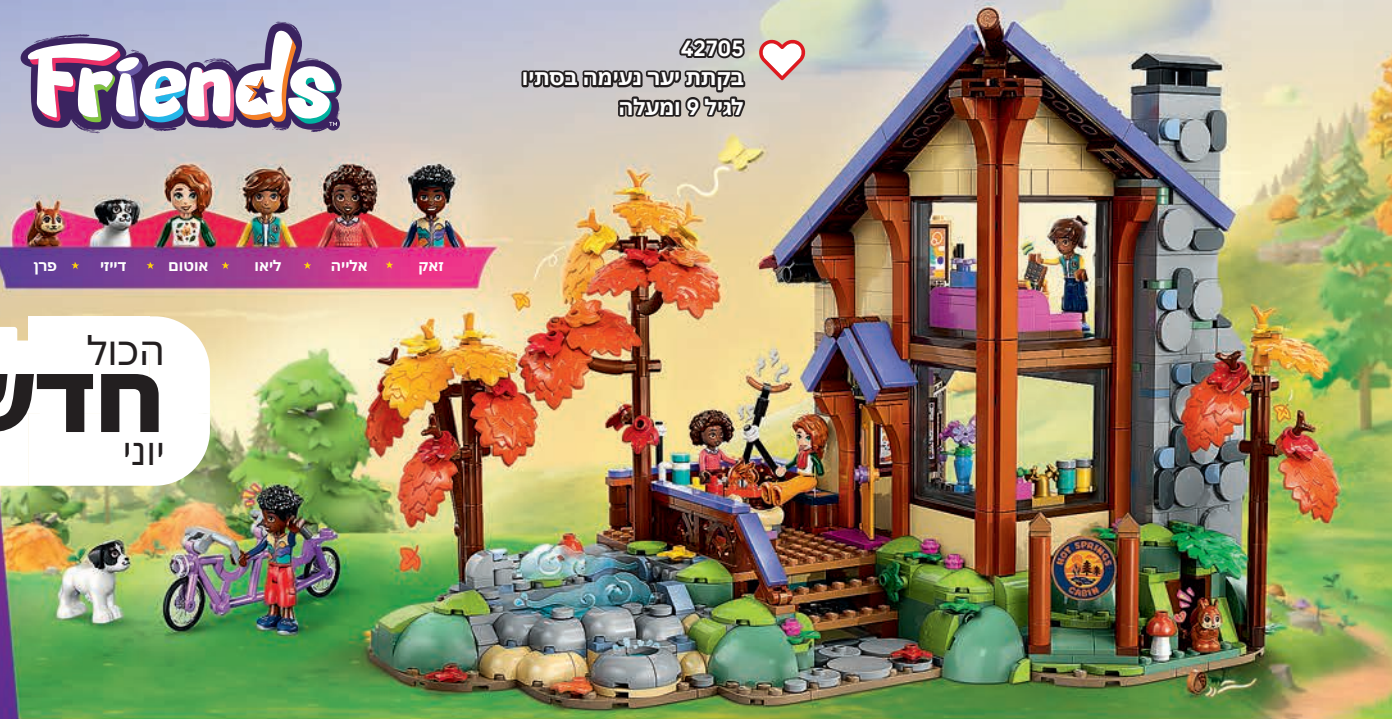 Friends™
42705
בקתת יער נעימה בסתיו
לגיל 9 ומעלה
זאק ★ אלייה ★ ליאו ★ אוטום ★ דייזי ★ פרן
הכול
חדש
יוני
HOT SPRINGS
CABIN